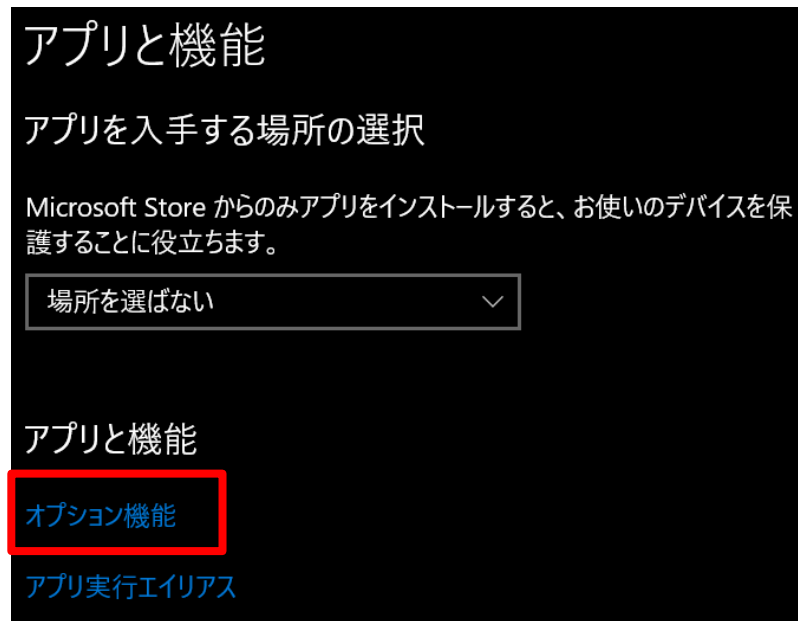 アプリと機能
アプリを入手する場所の選択
Microsoft Store からのみアプリをインストールすると、お使いのデバイスを保
護することに役立ちます。
場所を選ばない
アプリと機能
オプション機能
アプリ実行エイリアス